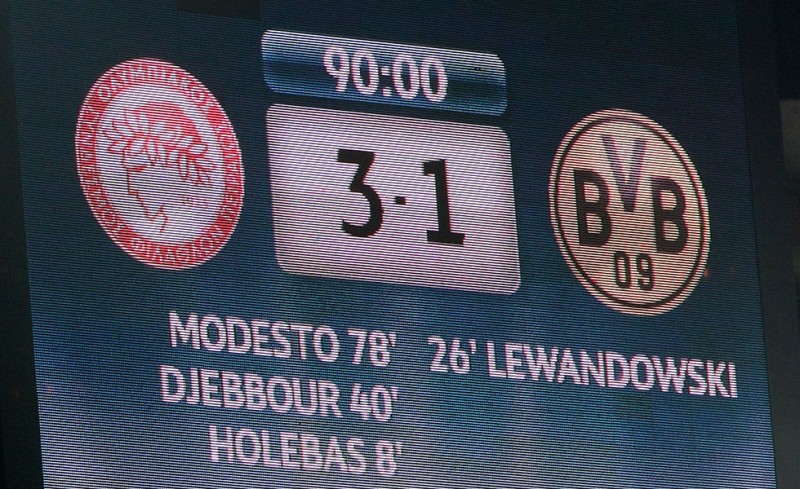 90:00
3-1
BVB
09
MODESTO 78' 26' LEWANDOWSKI
DJEBBOUR 40'
HOLEBAS 8'